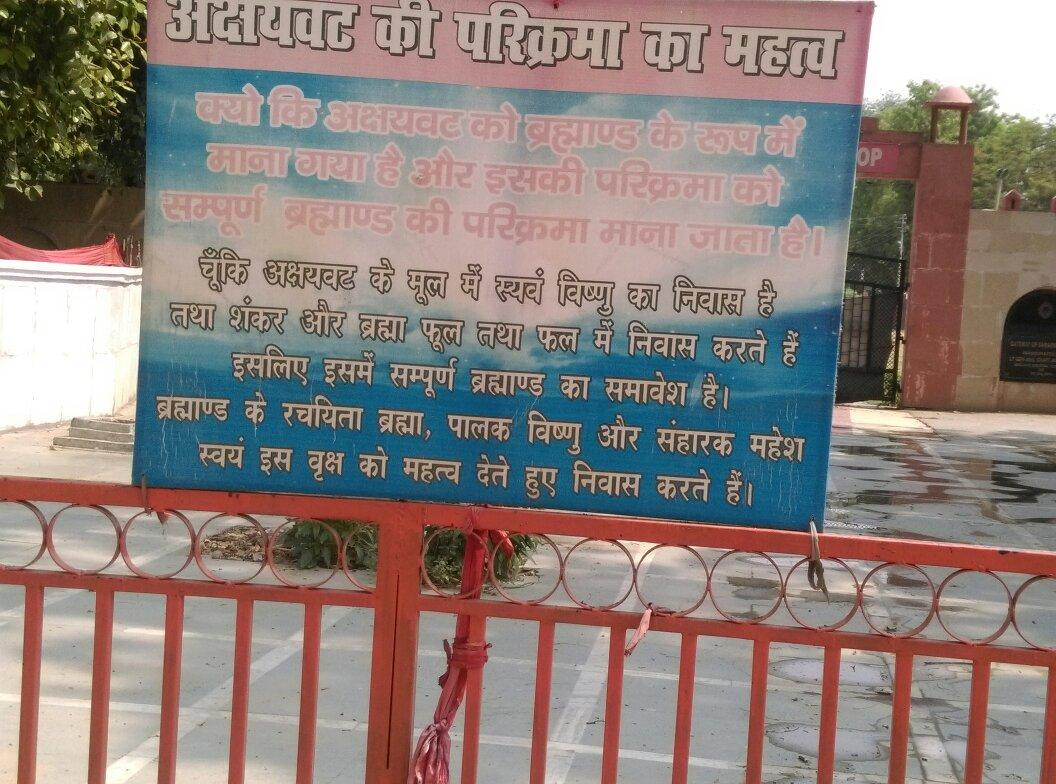 अक्षयवट की परिक्रमा का महत्व
क्यो कि अक्षयवट को ब्रह्माण्ड के रूप में
माना गया है और इसकी परिक्रमा को
सम्पूर्ण ब्रह्माण्ड की परिक्रमा माना जाता है।
चूँकि अक्षयवट के मूल में स्यवं विष्णु का निवास है
तथा शंकर और ब्रह्मा फूल तथा फल में निवास करते हैं
इसलिए इसमें सम्पूर्ण ब्रह्माण्ड का समावेश है।
ब्रह्माण्ड के रचयिता ब्रह्मा, पालक विष्णु और संहारक महेश
स्वयं इस वृक्ष को महत्व देते हुए निवास करते हैं।
OP